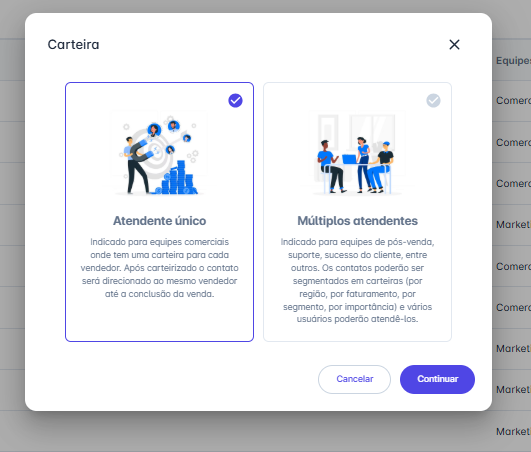 Carteira
Equipes
Comerc
Comerc
Comerc
Market
Comerc
Comerc
Market
Market
Market
Atendente único
Indicado para equipes comerciais
onde tem uma carteira para cada
vendedor. Após carteirizado o contato
será direcionado ao mesmo vendedor
até a conclusão da venda.
Múltiplos atendentes
Indicado para equipes de pós-venda,
suporte, sucesso do cliente, entre
outros. Os contatos poderão ser
segmentados em carteiras (por
região, por faturamento, por
segmento, por importância) e vários
usuários poderão atendê-los.
Cancelar
Continuar